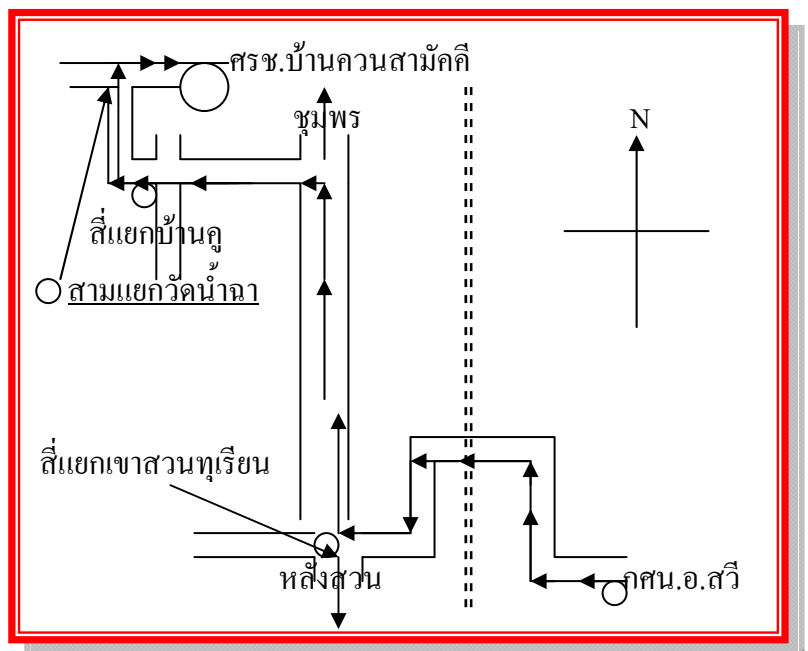 ศรช.บ้านควนสามัคคี
ชุมพร
N
สี่แยกบ้านคู
สามแยกวัดน้ำฉา
สี่แยกเขาสวนทุเรียน
หลังสวน
กศน.อ.สวี